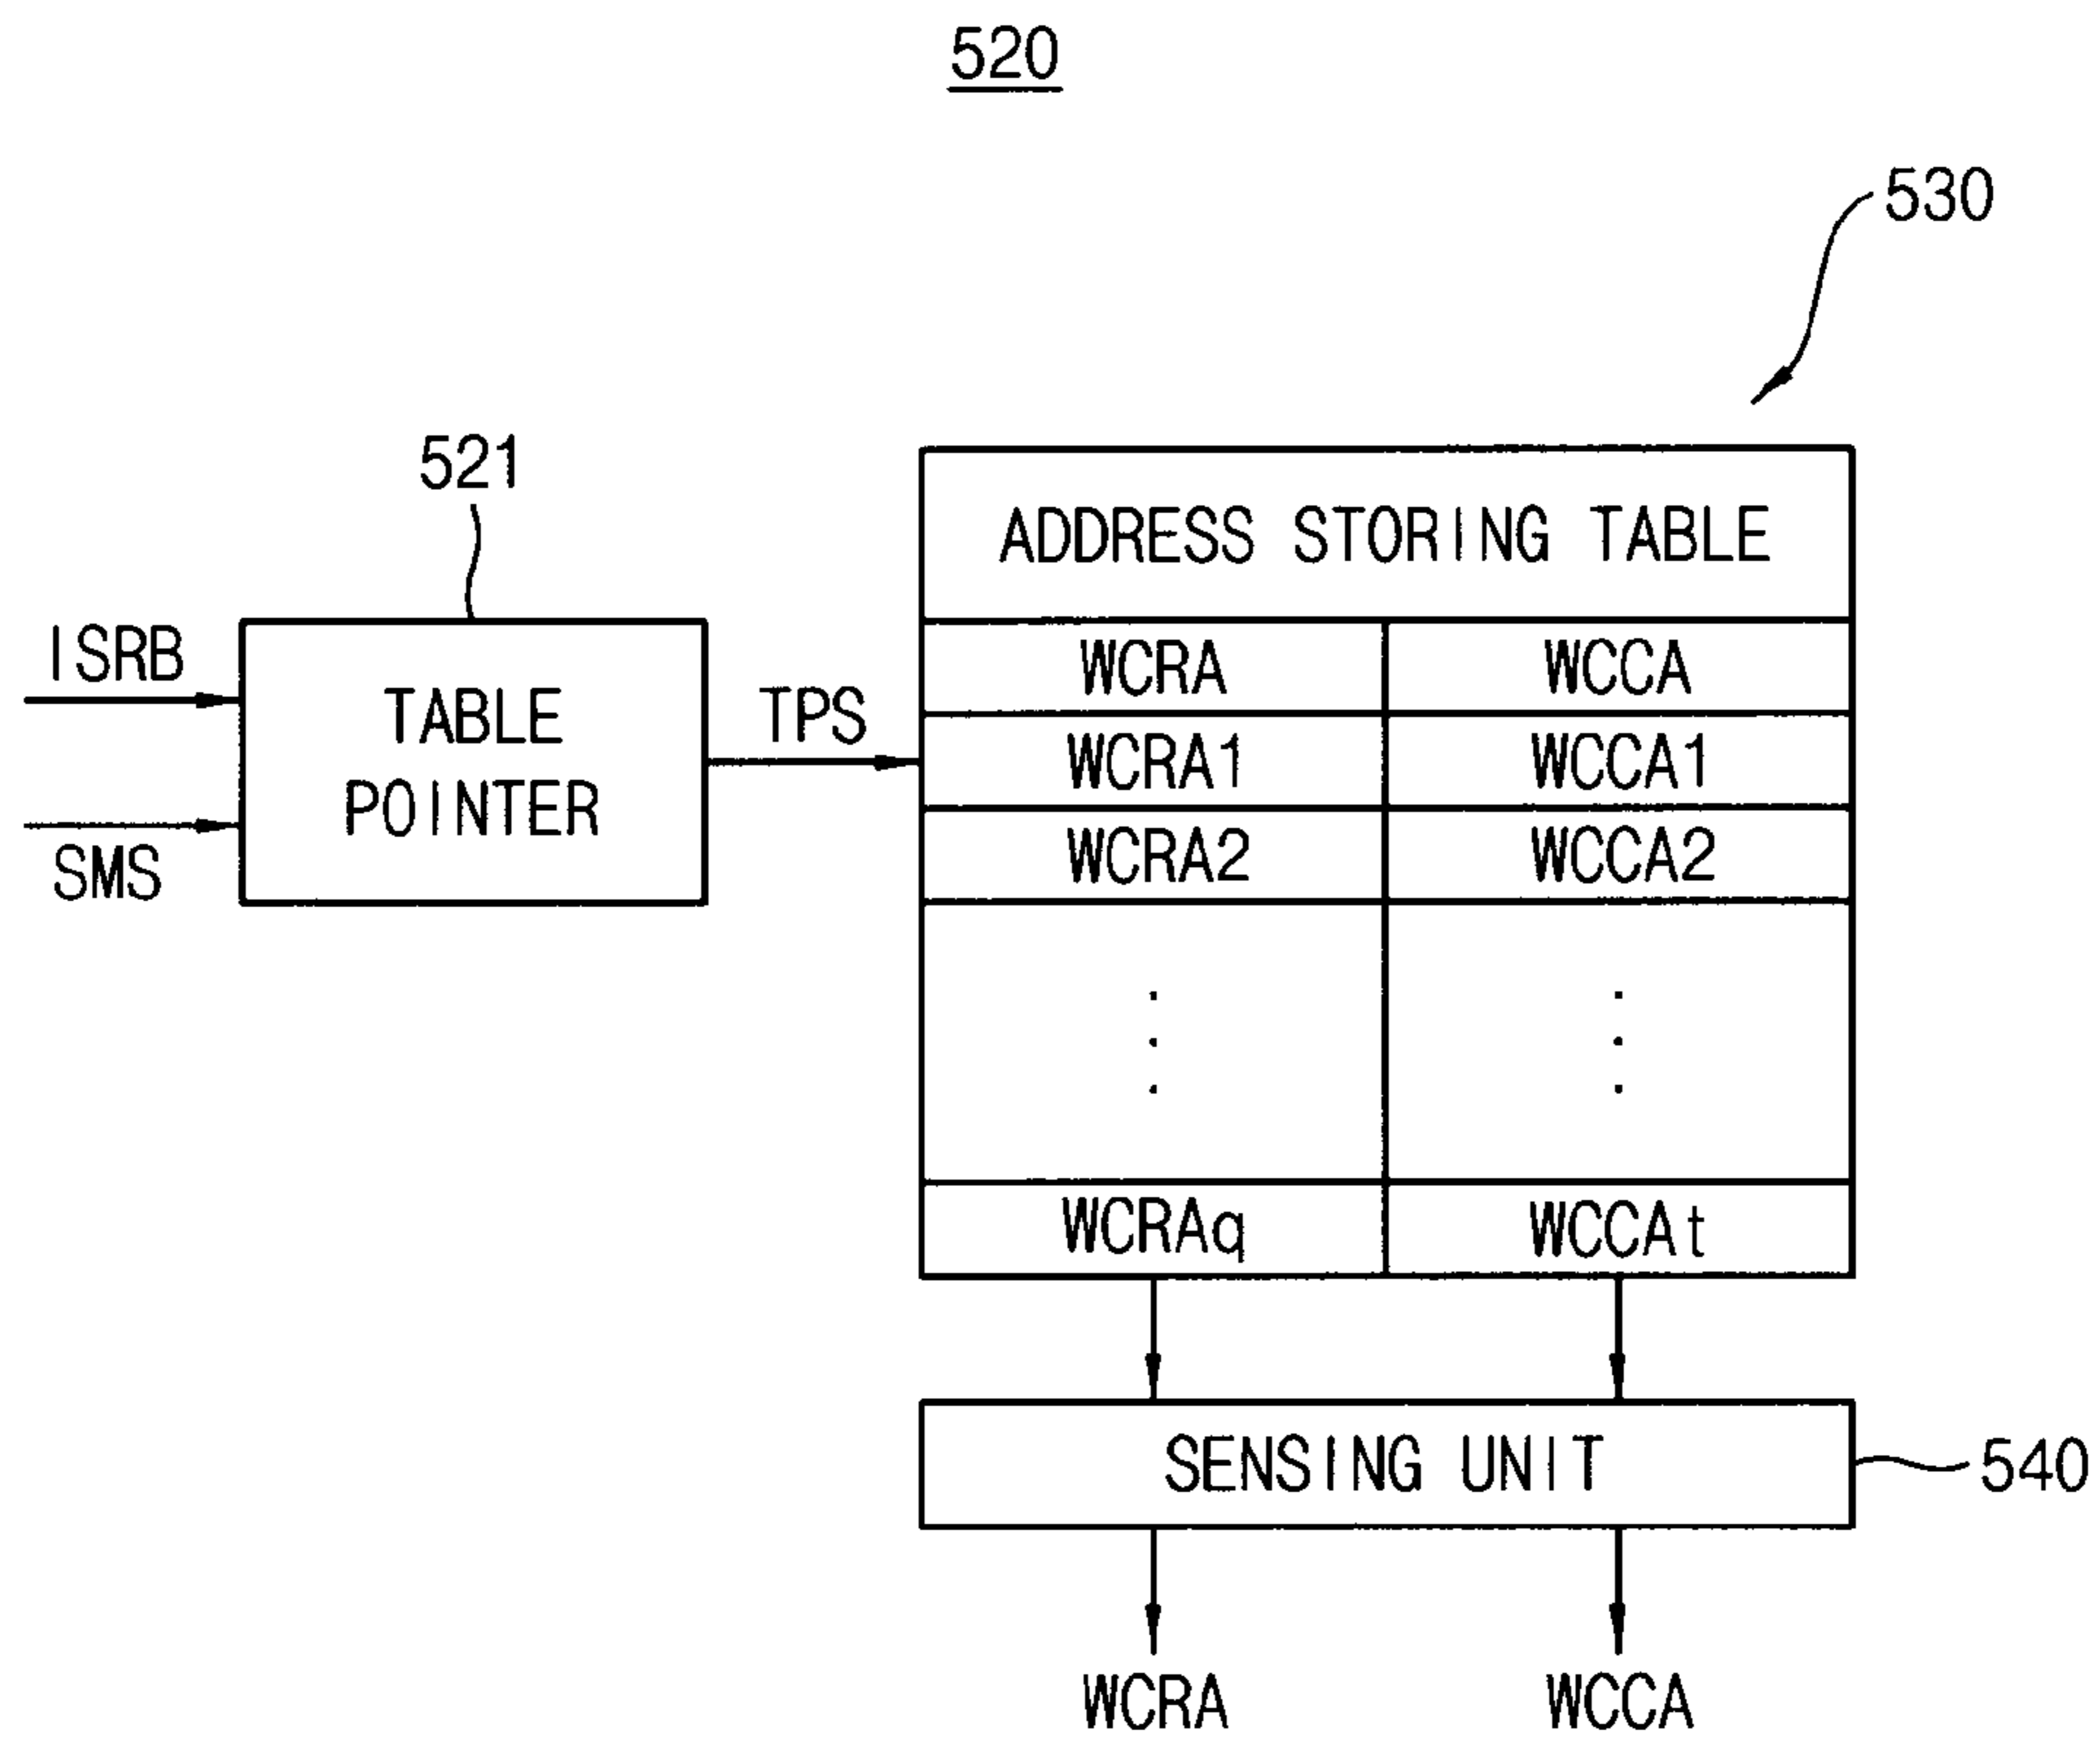 520
530
521
ADDRESS STORING TABLE
ISRB
TABLE
POINTER
SMS
TPS
WCRA WCCA
WCRA1 WCCA1
WCRA2 WCCA2
WCRAq WCCAt
SENSING UNIT
540
WCRA WCCA